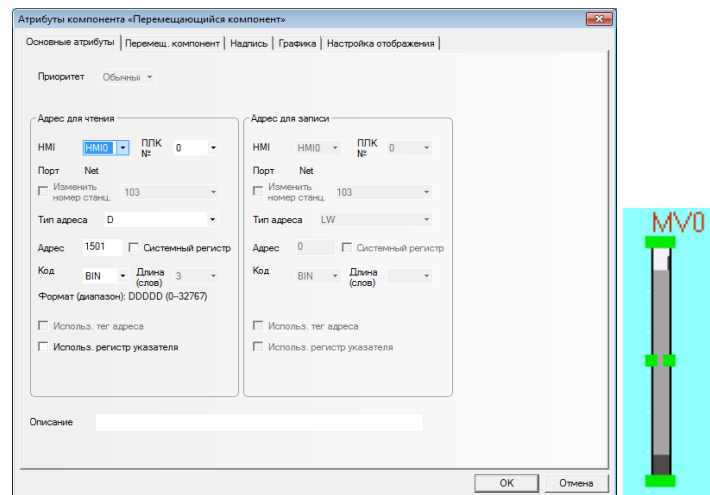 Атрибуты компонента «Перемещающийся компонент»
Основные атрибуты Перемещ. компонент Надпись Графика Настройка отображения
Приоритет Обычны
Адрес для чтения
HMI HMI0 ПЛК № 0
Порт Net
Изменить номер станц. 103
Тип адреса D
Адрес 1501 Системный регистр
Код BIN Длина (слов) 3
Формат (диапазон): DDDDD (0–32767)
Использ. тег адреса
Использ. регистр указателя
Адрес для записи
HMI HMI0 ПЛК № 0
Порт Net
Изменить номер станц. 103
Тип адреса LW
Адрес 0 Системный регистр
Код BIN Длина (слов)
Использ. тег адреса
Использ. регистр указателя
Описание
OK Отмена
MV0